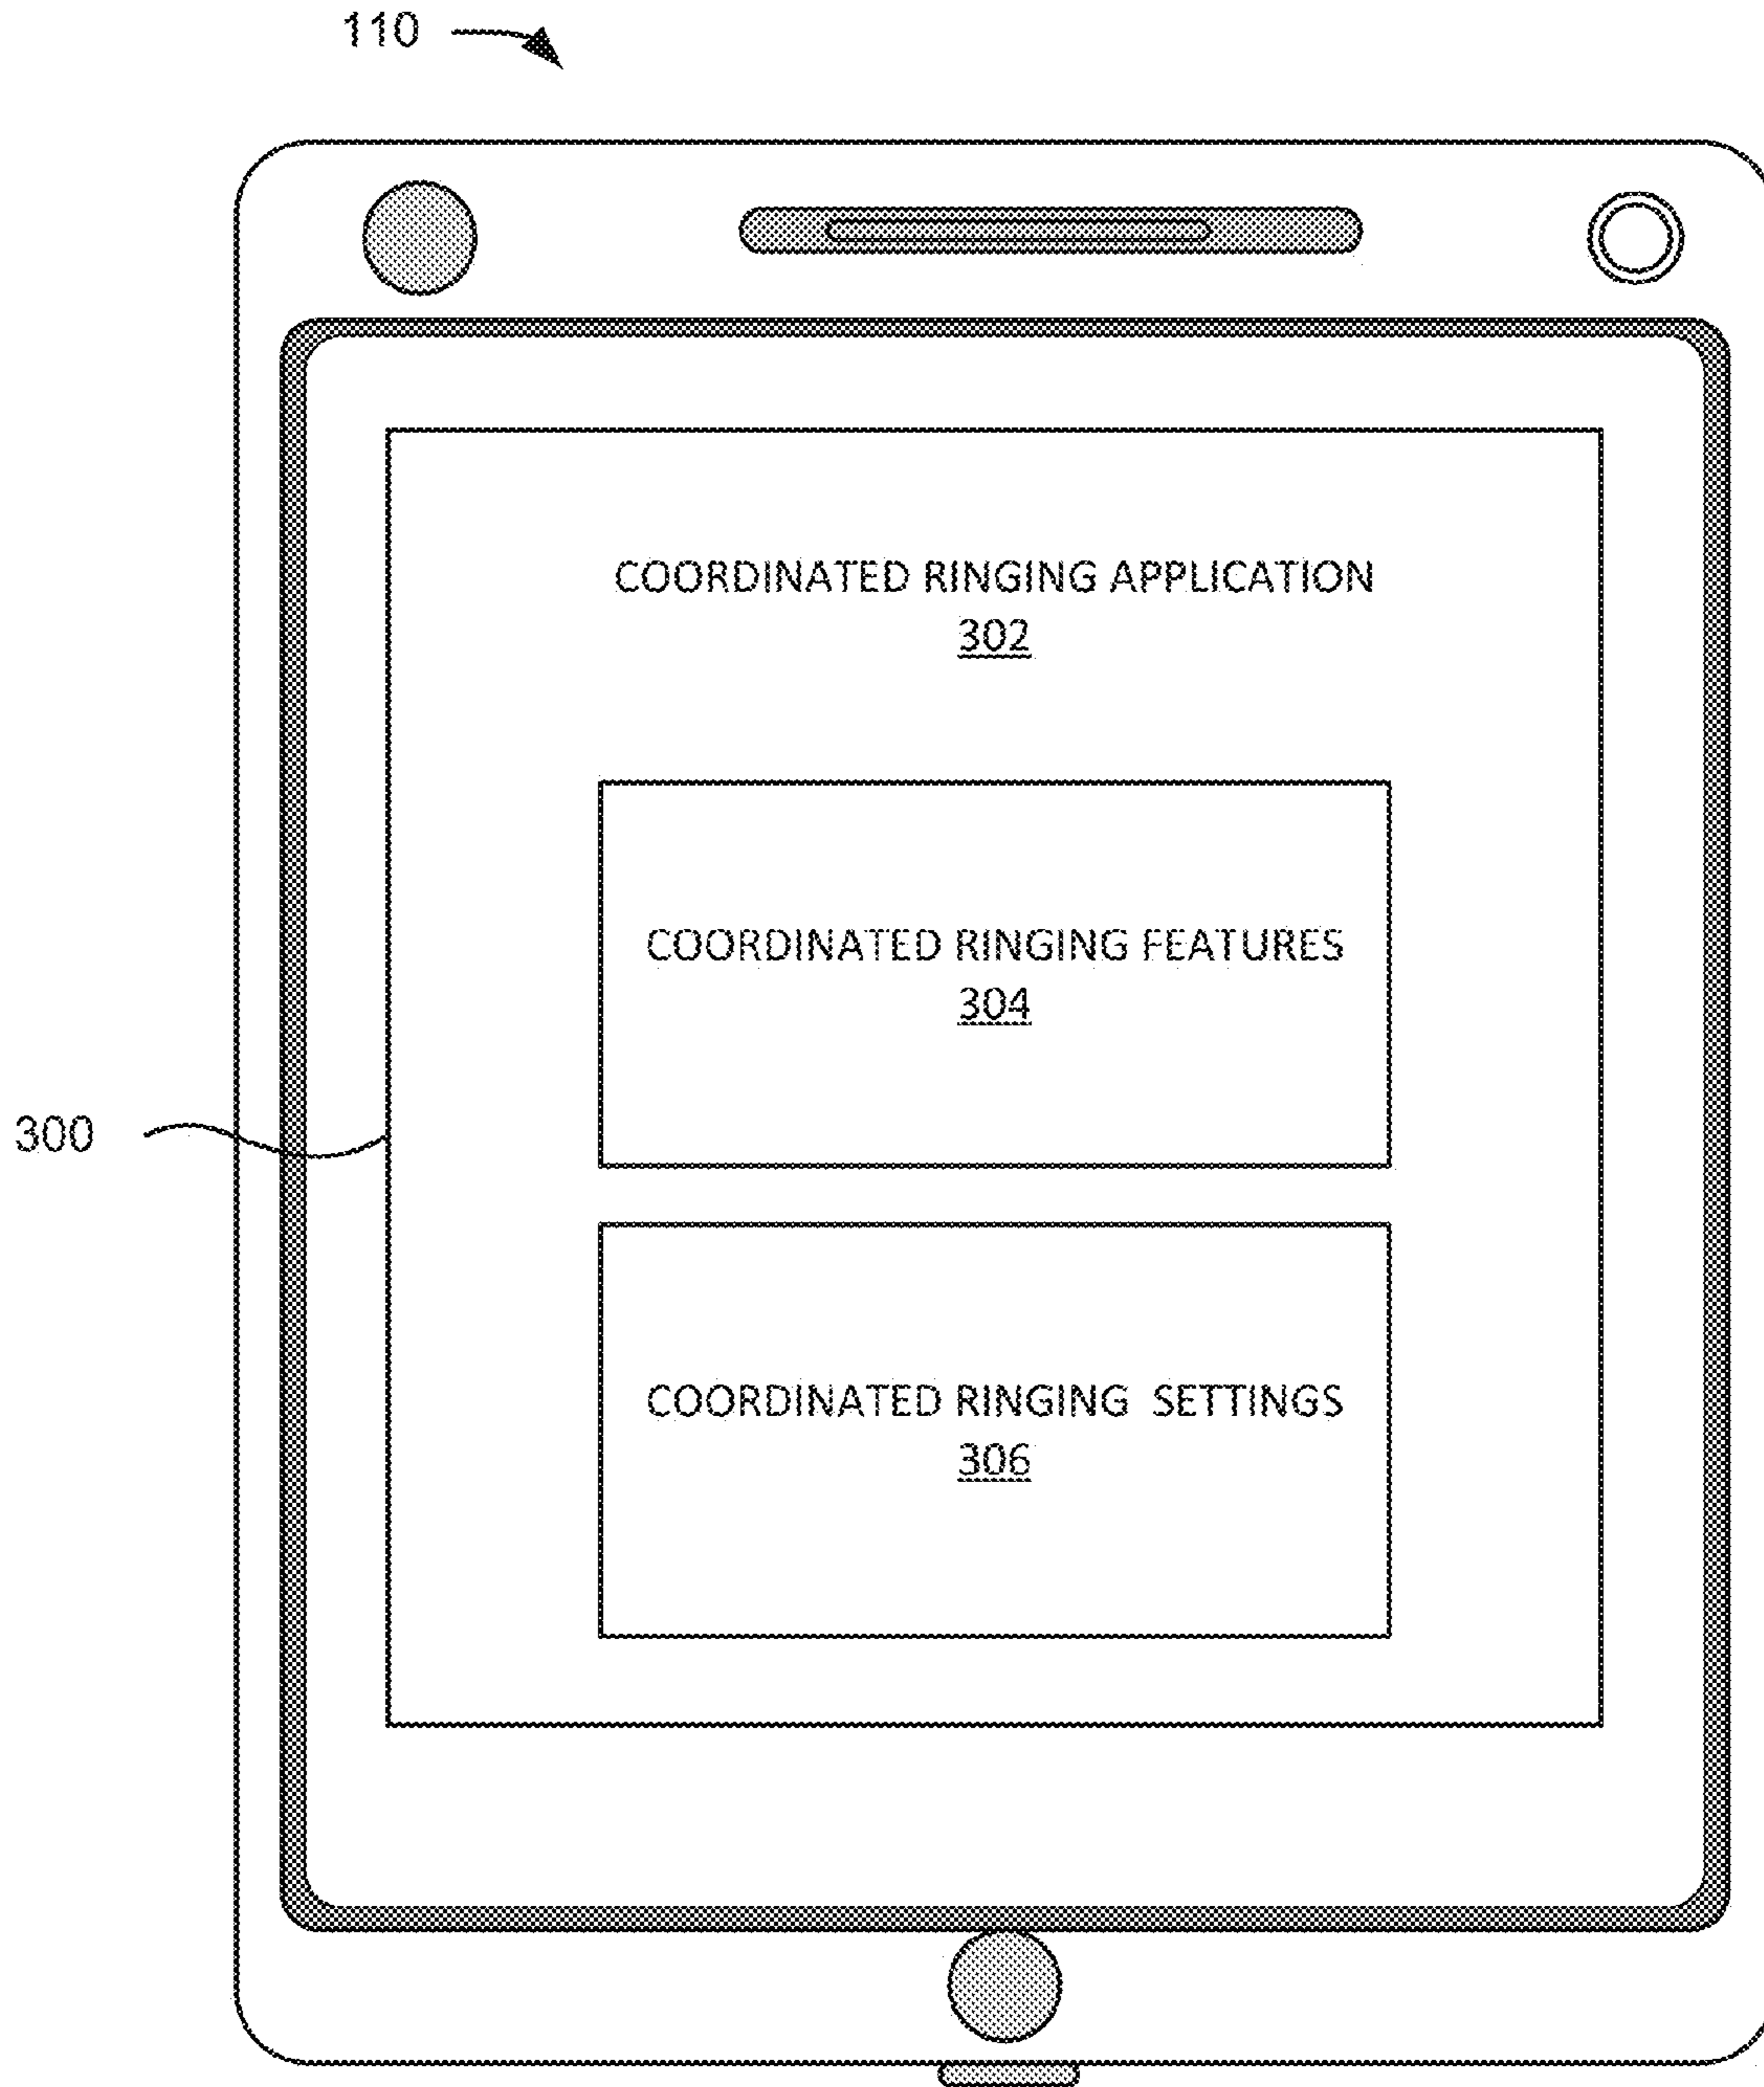 110
COORDINATED RINGING APPLICATION
302
COORDINATED RINGING FEATURES
304
300
COORDINATED RINGING SETTINGS
306